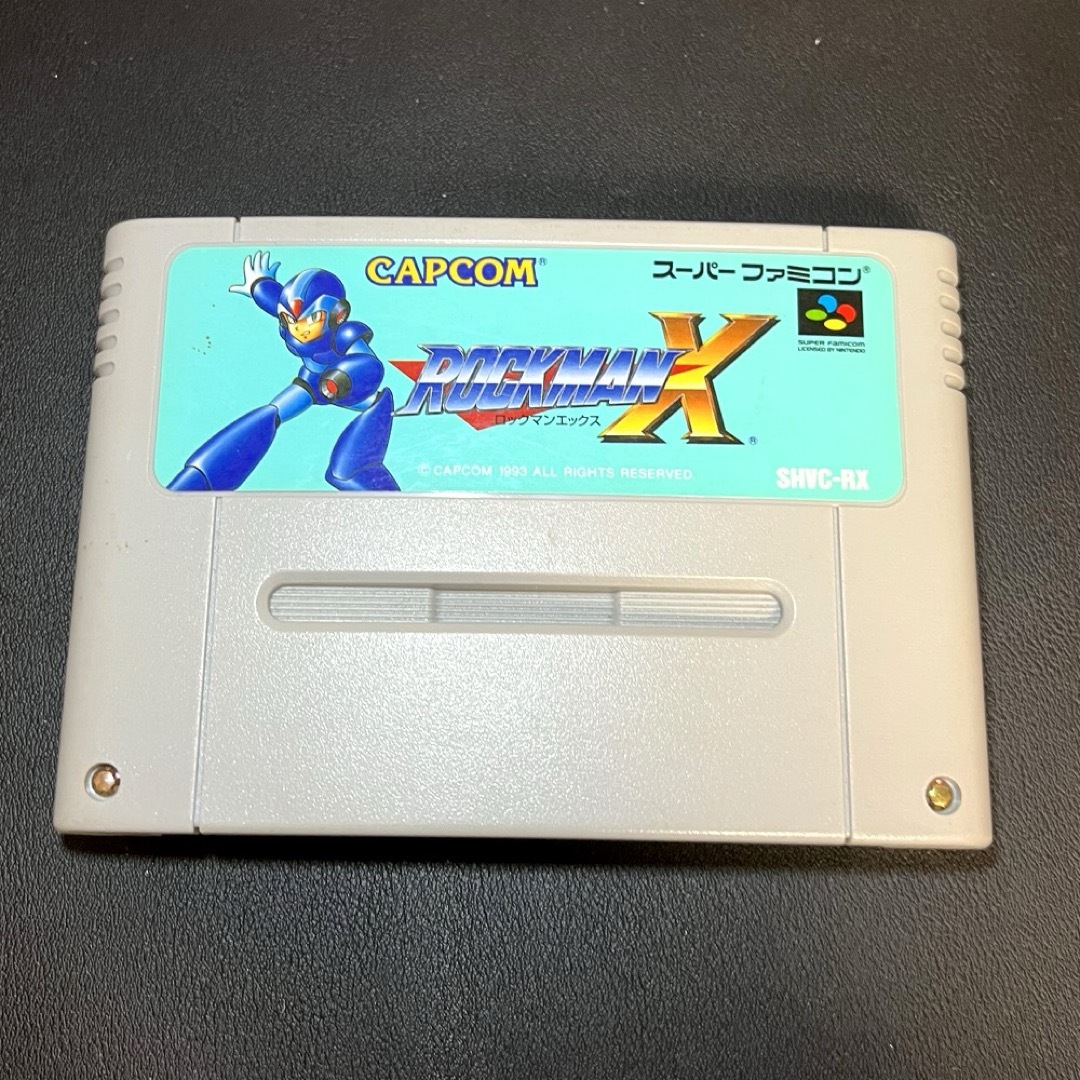 CAPCOM®
スーパーファミコン®
SUPER FAMICOM
LICENSED BY NINTENDO
ROCKMAN X®
ロックマンエックス
© CAPCOM 1993 ALL RIGHTS RESERVED.
SHVC-RX